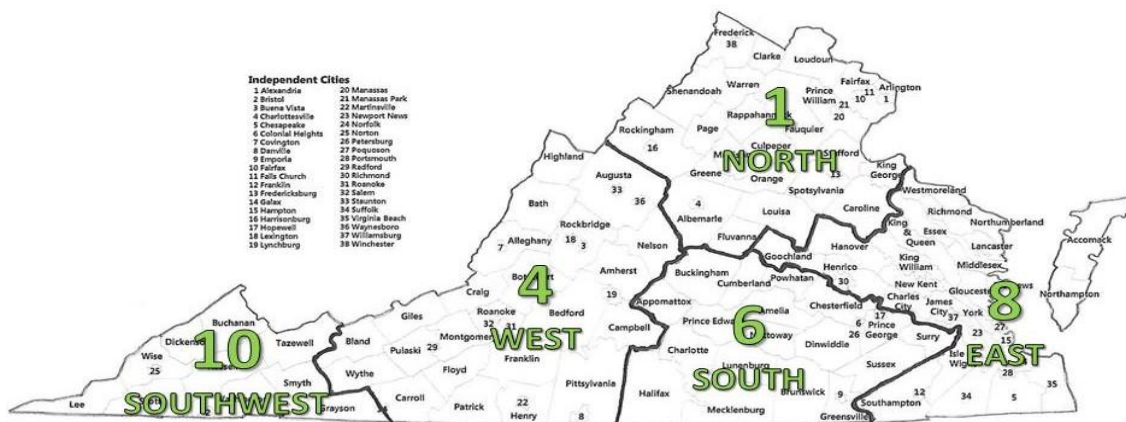 Independent Cities
1 Alexandria
2 Bristol
3 Buena Vista
4 Charlottesville
5 Chesapeake
6 Colonial Heights
7 Covington
8 Danville
9 Emporia
10 Fairfax
11 Falls Church
12 Franklin
13 Fredericksburg
14 Galax
15 Hampton
16 Harrisonburg
17 Hopewell
18 Lexington
19 Lynchburg
20 Manassas
21 Manassas Park
22 Martinsville
23 Newport News
24 Norfolk
25 Norton
26 Petersburg
27 Poquoson
28 Portsmouth
29 Radford
30 Richmond
31 Roanoke
32 Salem
33 Staunton
34 Suffolk
35 Virginia Beach
36 Waynesboro
37 Williamsburg
38 Winchester
Frederick
38
Clarke
Loudoun
Warren
Fairfax
11
Arlington
1
10
Shenandoah
Prince
William
21
20
1
NORTH
Rappahannock
Fauquier
Rockingham
16
Page
Culpeper
Stafford
13
Greene
Orange
King
George
Spotsylvania
4
Albemarle
Louisa
Caroline
Fluvanna
Highland
Augusta
33
36
Bath
Rockbridge
18
3
Alleghany
7
Nelson
Amherst
19
4
WEST
Craig
Roanoke
32
31
Bedford
Campbell
Giles
Bland
Pulaski
29
Franklin
Wythe
Floyd
Pittsylvania
Carroll
Patrick
22
Henry
8
Grayson
Buchanan
Tazewell
Wise
25
10
SOUTHWEST
Smyth
Lee
Goochland
Buckingham
Powhatan
Cumberland
Appomattox
Chesterfield
Amelia
17
6
Prince
George
26
6
SOUTH
Dinwiddie
Charlotte
Lunenburg
Sussex
Halifax
Brunswick
9
Mecklenburg
Greensville
Westmoreland
Richmond
Northumberland
King
&
Queen
Essex
Hanover
Lancaster
Henrico
30
King
William
Middlesex
New Kent
Charles
City
James
City
37
York
8
EAST
Accomack
Northampton
27
23
15
Surry
28
35
12
Southampton
34
5